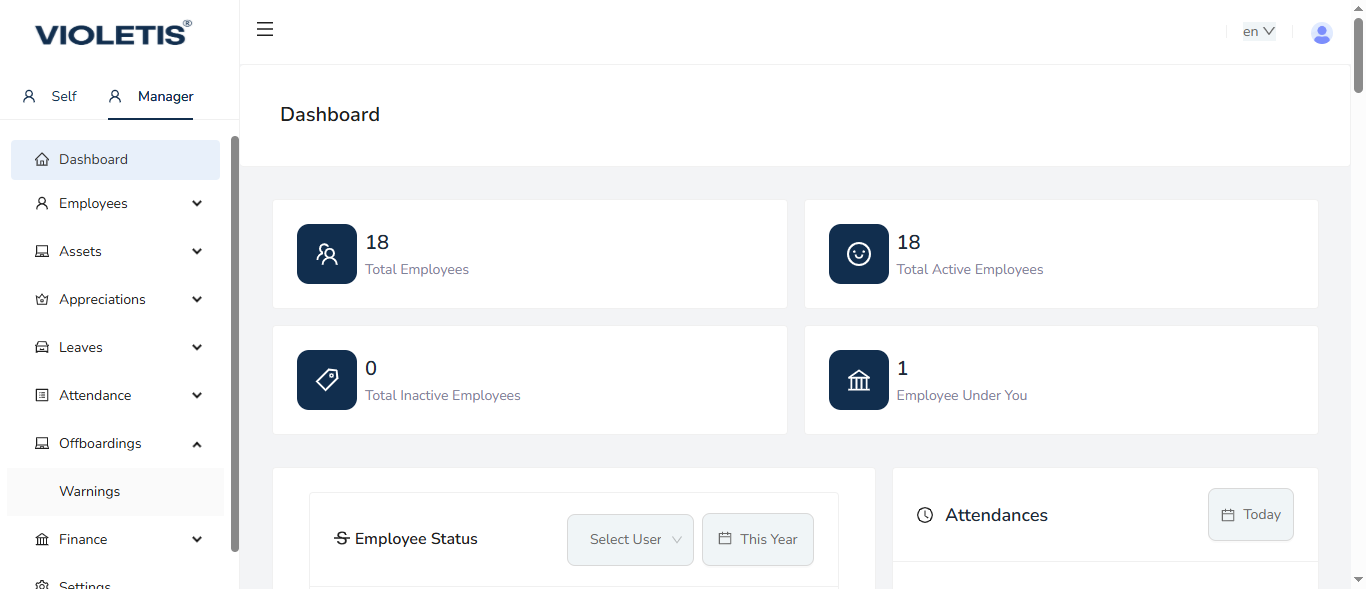 VIOLETIS®
en
Self
Manager
Dashboard
Dashboard
Employees
Assets
Appreciations
Leaves
Attendance
Offboardings
Warnings
Finance
Settings
18
Total Employees
18
Total Active Employees
0
Total Inactive Employees
1
Employee Under You
Employee Status
Select User
This Year
Attendances
Today